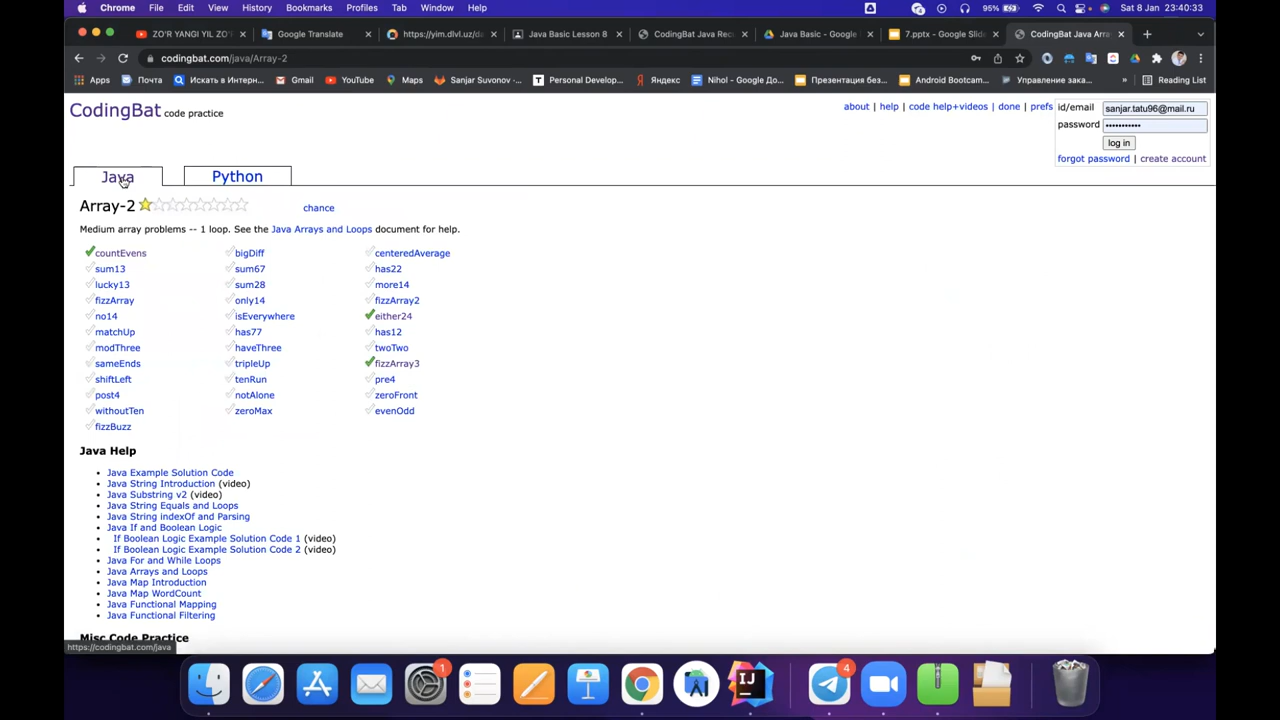 Chrome File Edit View History Bookmarks Profiles Tab Window Help 95% Sat 8 Jan 23:40:33
ZO'R YANGI YIL ZO'
Google Translate
https://yim.dlvl.uz/da
Java Basic Lesson 8
CodingBat Java Rec
Java Basic - Google
7.pptx - Google Slid
CodingBat Java Arra
codingbat.com/java/Array-2
Apps Почта Искать в Интерн... Gmail YouTube Maps Sanjar Suvonov -... Personal Develop... Яндекс Nihol - Google До... Презентация без... Android Bootcam... Управление зака... » Reading List
CodingBat code practice
about | help | code help+videos | done | prefs
id/email sanjar.tatu96@mail.ru
password •••••••••••
log in
forgot password | create account
Java Python
Array-2 chance
Medium array problems -- 1 loop. See the Java Arrays and Loops document for help.
countEvens bigDiff centeredAverage
sum13 sum67 has22
lucky13 sum28 more14
fizzArray only14 fizzArray2
no14 isEverywhere either24
matchUp has77 has12
modThree haveThree twoTwo
sameEnds tripleUp fizzArray3
shiftLeft tenRun pre4
post4 notAlone zeroFront
withoutTen zeroMax evenOdd
fizzBuzz
Java Help
• Java Example Solution Code
• Java String Introduction (video)
• Java Substring v2 (video)
• Java String Equals and Loops
• Java String indexOf and Parsing
• Java If and Boolean Logic
• If Boolean Logic Example Solution Code 1 (video)
• If Boolean Logic Example Solution Code 2 (video)
• Java For and While Loops
• Java Arrays and Loops
• Java Map Introduction
• Java Map WordCount
• Java Functional Mapping
• Java Functional Filtering
Misc Code Practice
https://codingbat.com/java
1
4